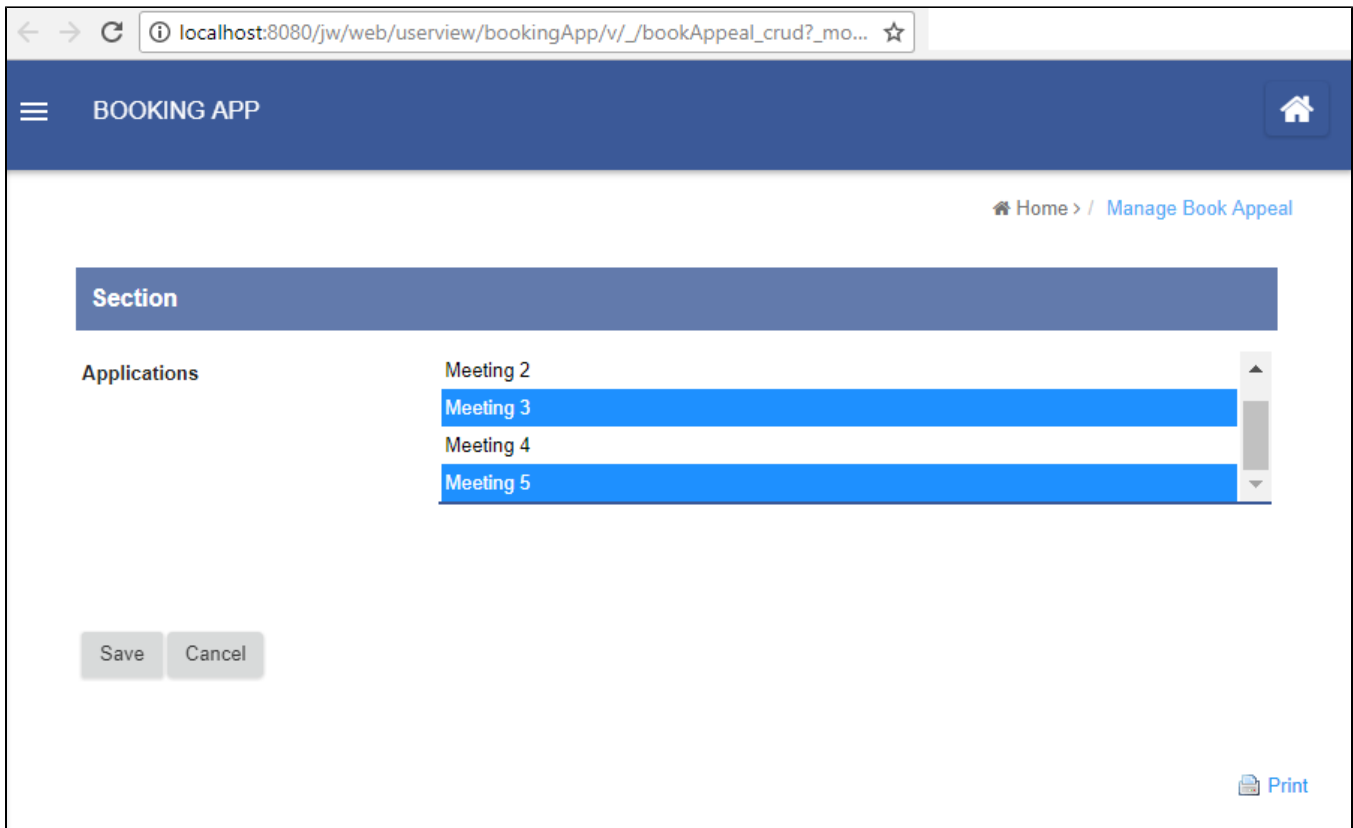 localhost:8080/jw/web/userview/bookingApp/v/_/bookAppeal_crud?_mo...
BOOKING APP
Home > / Manage Book Appeal
Section
Applications
Meeting 2
Meeting 3
Meeting 4
Meeting 5
Save Cancel
Print